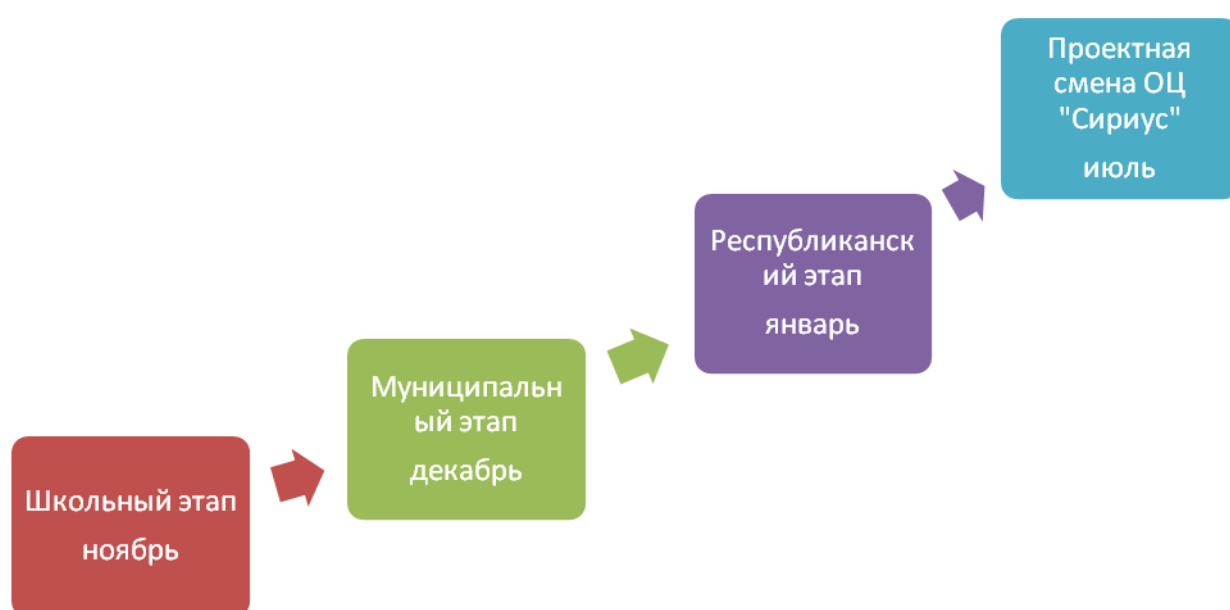 Школьный этап
ноябрь
Муниципальн
ый этап
декабрь
Республиканск
ий этап
январь
Проектная
смена ОЦ
"Сириус"
июль